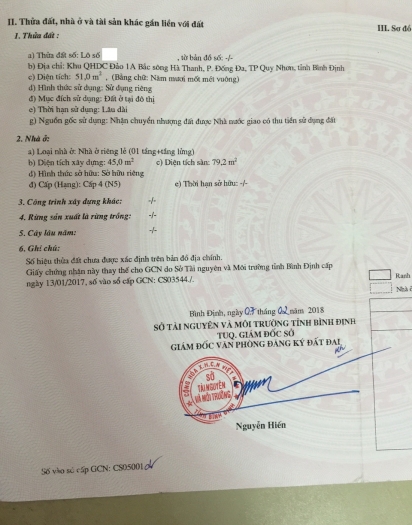 II. Thửa đất, nhà ở và tài sản khác gắn liền với đất
III. Sơ đồ
1. Thửa đất :
a) Thửa đất số: Lô số , tờ bản đồ số: -/-
b) Địa chỉ: Khu QHDC Đảo 1A Bắc sông Hà Thanh, P. Đống Đa, TP Quy Nhơn, tỉnh Bình Định
c) Diện tích: 51,0 m², (Bằng chữ: Năm mươi mốt mét vuông)
d) Hình thức sử dụng: Sử dụng riêng
đ) Mục đích sử dụng: Đất ở tại đô thị
e) Thời hạn sử dụng: Lâu dài
g) Nguồn gốc sử dụng: Nhận chuyển nhượng đất được Nhà nước giao có thu tiền sử dụng đất
2. Nhà ở:
a) Loại nhà ở: Nhà ở riêng lẻ (01 tầng+tầng lửng)
b) Diện tích xây dựng: 45,0 m² c) Diện tích sàn: 79,2 m²
d) Hình thức sở hữu: Sở hữu riêng
đ) Cấp (Hạng): Cấp 4 (N5) e) Thời hạn sở hữu: -/-
3. Công trình xây dựng khác: -/-
4. Rừng sản xuất là rừng trồng: -/-
5. Cây lâu năm: -/-
6. Ghi chú:
Số hiệu thửa đất chưa được xác định trên bản đồ địa chính.
Giấy chứng nhận này thay thế cho GCN do Sở Tài nguyên và Môi trường tỉnh Bình Định cấp
ngày 13/01/2017, số vào sổ cấp GCN: CS03544./.
Ranh
Nhà
Bình Định, ngày 07 tháng 02 năm 2018
SỞ TÀI NGUYÊN VÀ MÔI TRƯỜNG TỈNH BÌNH ĐỊNH
TUQ. GIÁM ĐỐC SỞ
GIÁM ĐỐC VĂN PHÒNG ĐĂNG KÝ ĐẤT ĐAI
CỘNG HÒA X.H.C.N VIỆT NAM
SỞ
TÀI NGUYÊN
VÀ MÔI TRƯỜNG
TỈNH BÌNH ĐỊNH
Nguyễn Hiến
Số vào sổ cấp GCN: CS05001